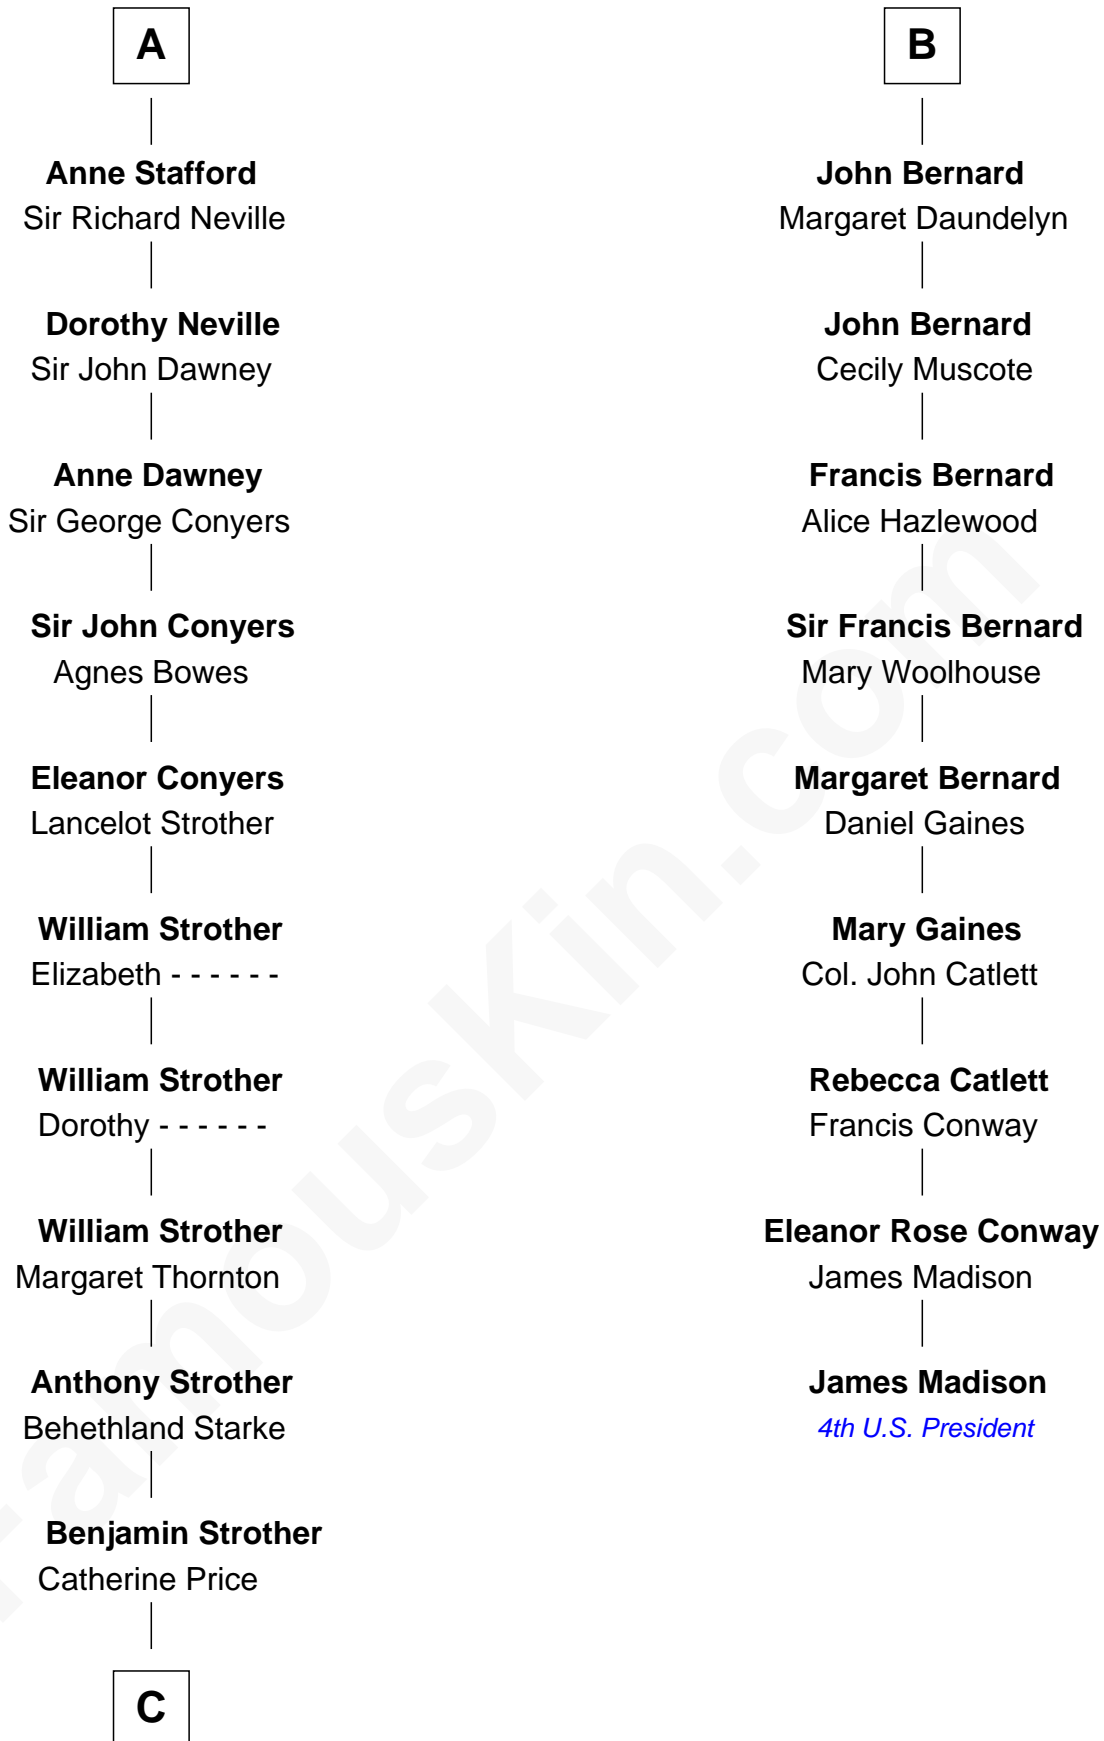 A
Anne Stafford
Sir Richard Neville
Dorothy Neville
Sir John Dawney
Anne Dawney
Sir George Conyers
Sir John Conyers
Agnes Bowes
Eleanor Conyers
Lancelot Strother
William Strother
Elizabeth - - - - - -
William Strother
Dorothy - - - - - -
William Strother
Margaret Thornton
Anthony Strother
Behethland Starke
Benjamin Strother
Catherine Price
C
B
John Bernard
Margaret Daundelyn
John Bernard
Cecily Muscote
Francis Bernard
Alice Hazlewood
Sir Francis Bernard
Mary Woolhouse
Margaret Bernard
Daniel Gaines
Mary Gaines
Col. John Catlett
Rebecca Catlett
Francis Conway
Eleanor Rose Conway
James Madison
James Madison
4th U.S. President
FamousKin.com